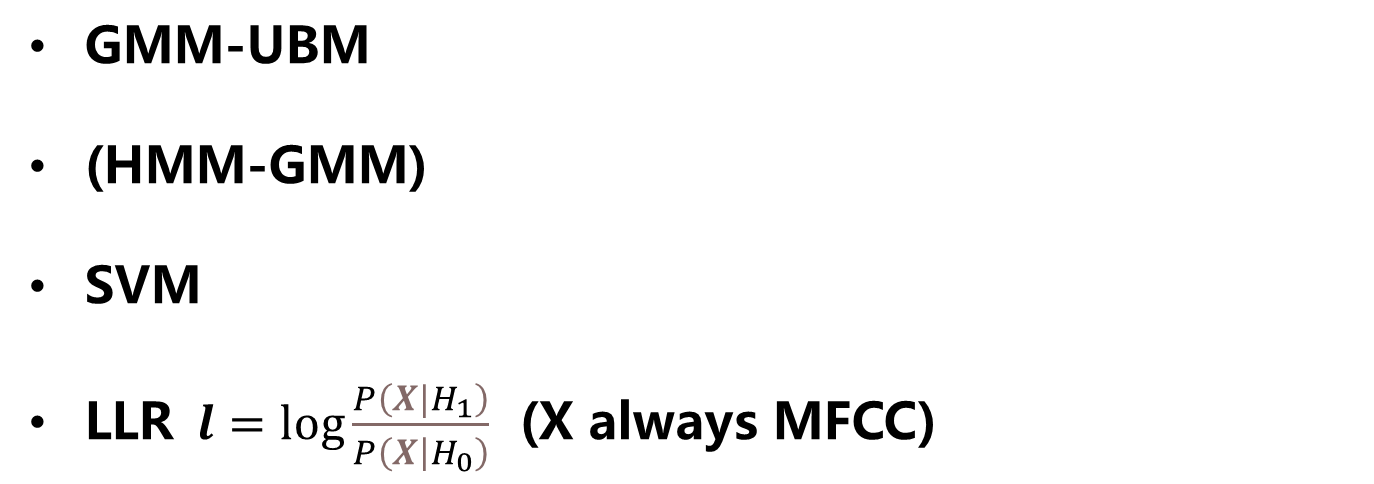 • GMM-UBM
• (HMM-GMM)
• SVM
• LLR l = log P(X|H₁) / P(X|H₀) (X always MFCC)